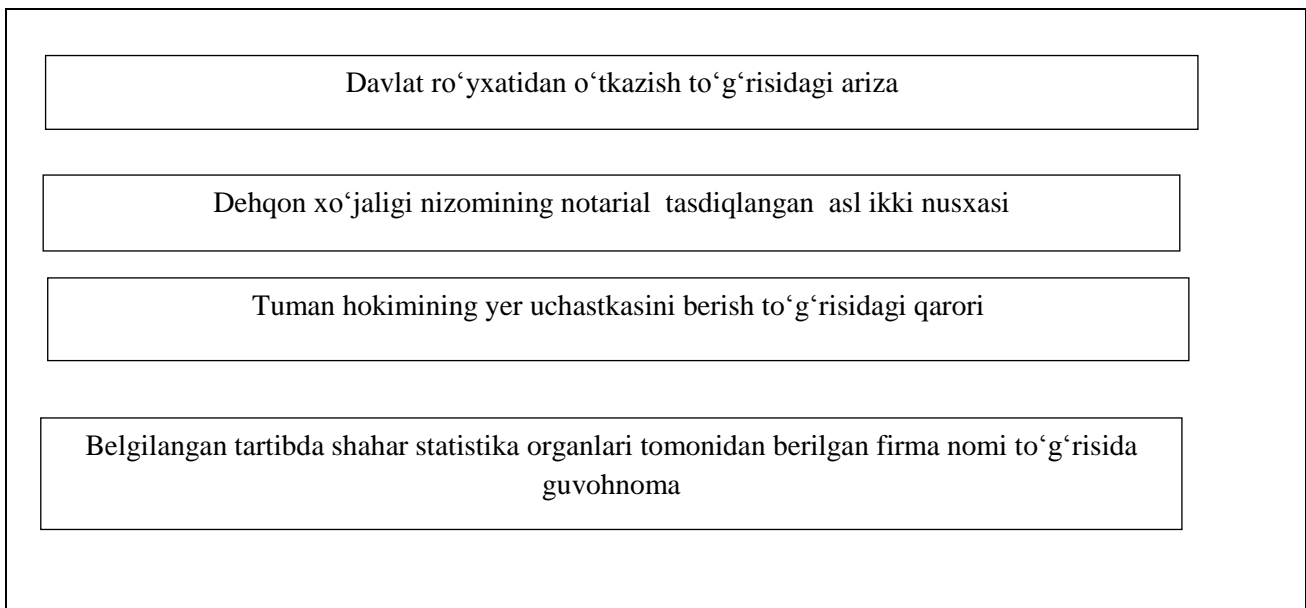 Davlat ro‘yxatidan o‘tkazish to‘g‘risidagi ariza
Dehqon xo‘jaligi nizomining notarial tasdiqlangan asl ikki nusxasi
Tuman hokimining yer uchastkasini berish to‘g‘risidagi qarori
Belgilangan tartibda shahar statistika organlari tomonidan berilgan firma nomi to‘g‘risida
guvohnoma